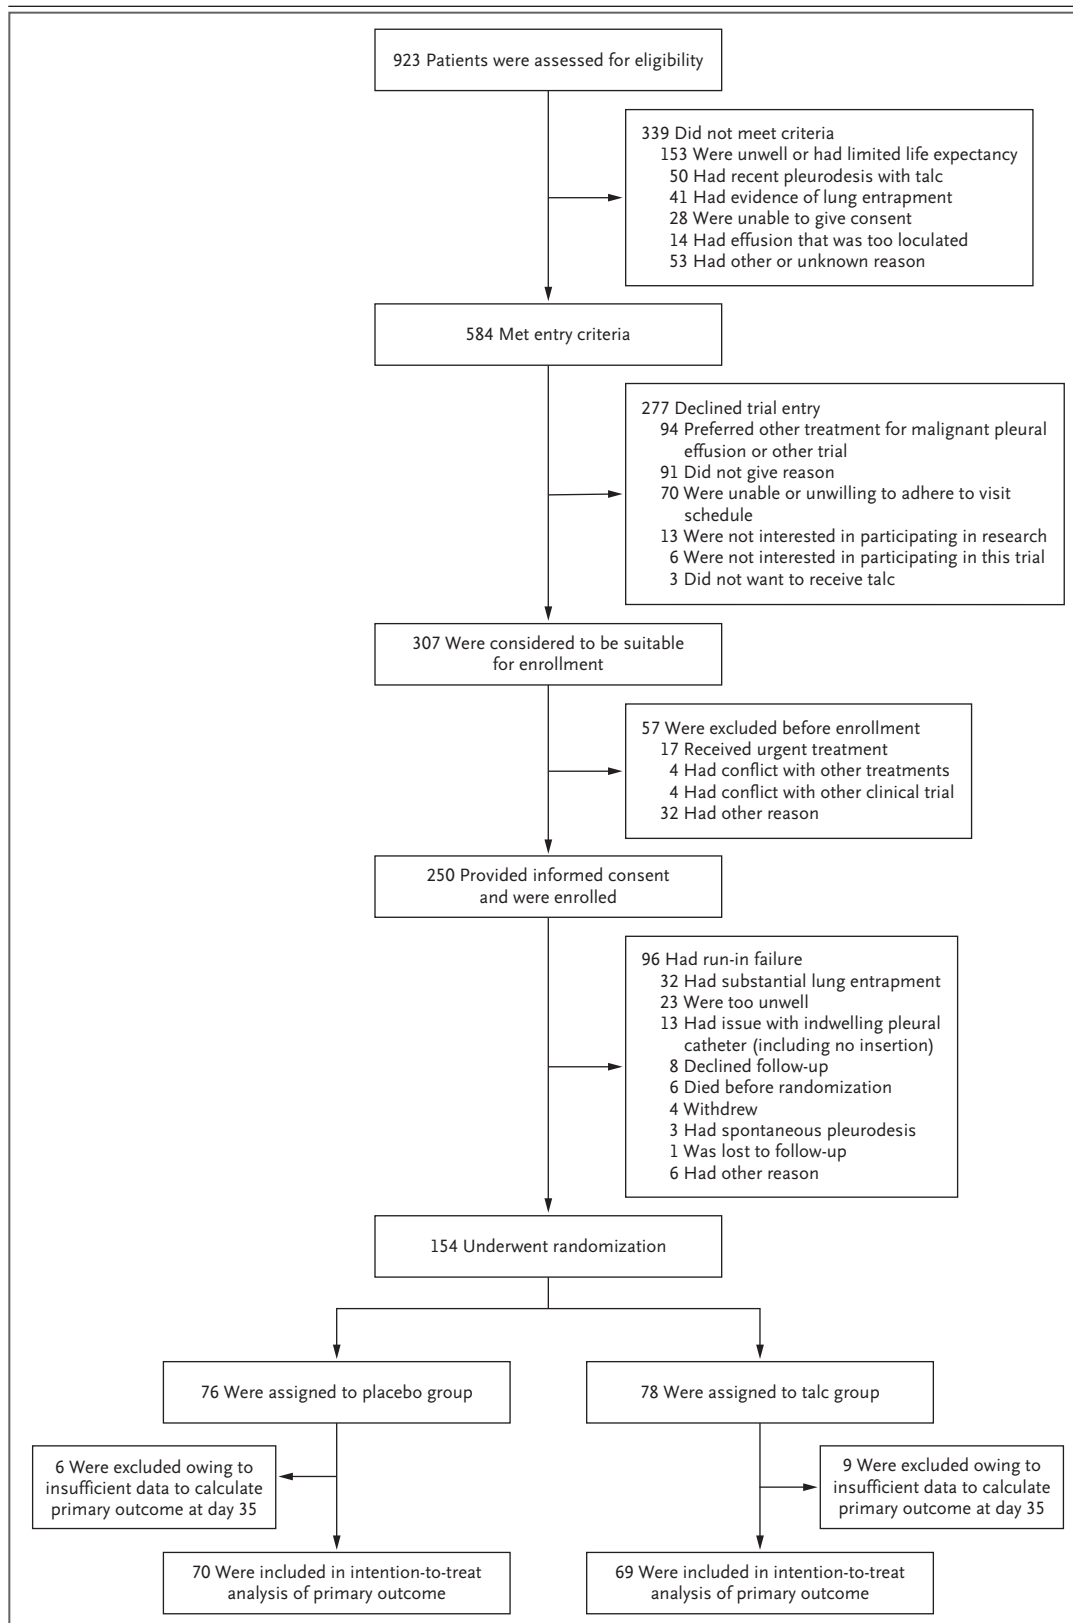 923 Patients were assessed for eligibility
339 Did not meet criteria
153 Were unwell or had limited life expectancy
50 Had recent pleurodesis with talc
41 Had evidence of lung entrapment
28 Were unable to give consent
14 Had effusion that was too loculated
53 Had other or unknown reason
584 Met entry criteria
277 Declined trial entry
94 Preferred other treatment for malignant pleural
effusion or other trial
91 Did not give reason
70 Were unable or unwilling to adhere to visit
schedule
13 Were not interested in participating in research
6 Were not interested in participating in this trial
3 Did not want to receive talc
307 Were considered to be suitable
for enrollment
57 Were excluded before enrollment
17 Received urgent treatment
4 Had conflict with other treatments
4 Had conflict with other clinical trial
32 Had other reason
250 Provided informed consent
and were enrolled
96 Had run-in failure
32 Had substantial lung entrapment
23 Were too unwell
13 Had issue with indwelling pleural
catheter (including no insertion)
8 Declined follow-up
6 Died before randomization
4 Withdrew
3 Had spontaneous pleurodesis
1 Was lost to follow-up
6 Had other reason
154 Underwent randomization
76 Were assigned to placebo group
78 Were assigned to talc group
6 Were excluded owing to
insufficient data to calculate
primary outcome at day 35
9 Were excluded owing to
insufficient data to calculate
primary outcome at day 35
70 Were included in intention-to-treat
analysis of primary outcome
69 Were included in intention-to-treat
analysis of primary outcome